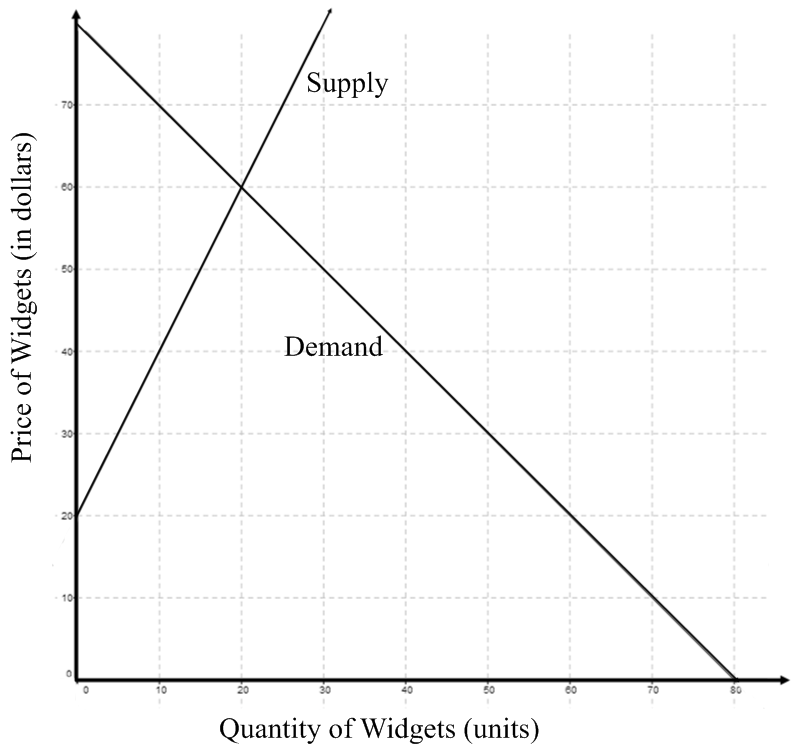 Supply
Demand
Price of Widgets (in dollars)
70
60
50
40
30
20
10
0
0 10 20 30 40 50 60 70 80
Quantity of Widgets (units)